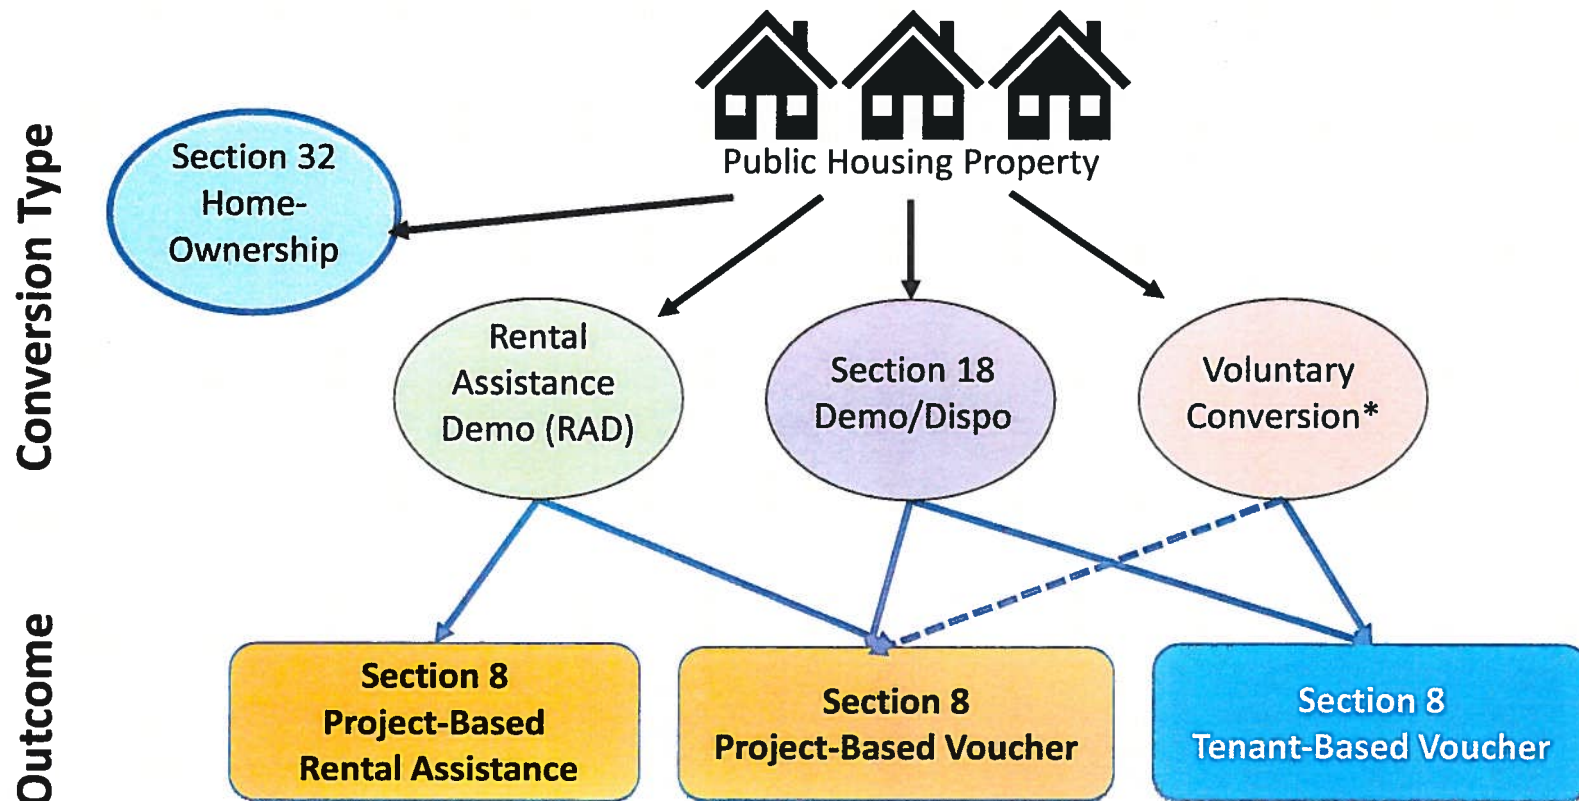 Public Housing Property
Conversion Type
Section 32
Home-
Ownership
Rental
Assistance
Demo (RAD)
Section 18
Demo/Dispo
Voluntary
Conversion*
Outcome
Section 8
Project-Based
Rental Assistance
Section 8
Project-Based Voucher
Section 8
Tenant-Based Voucher